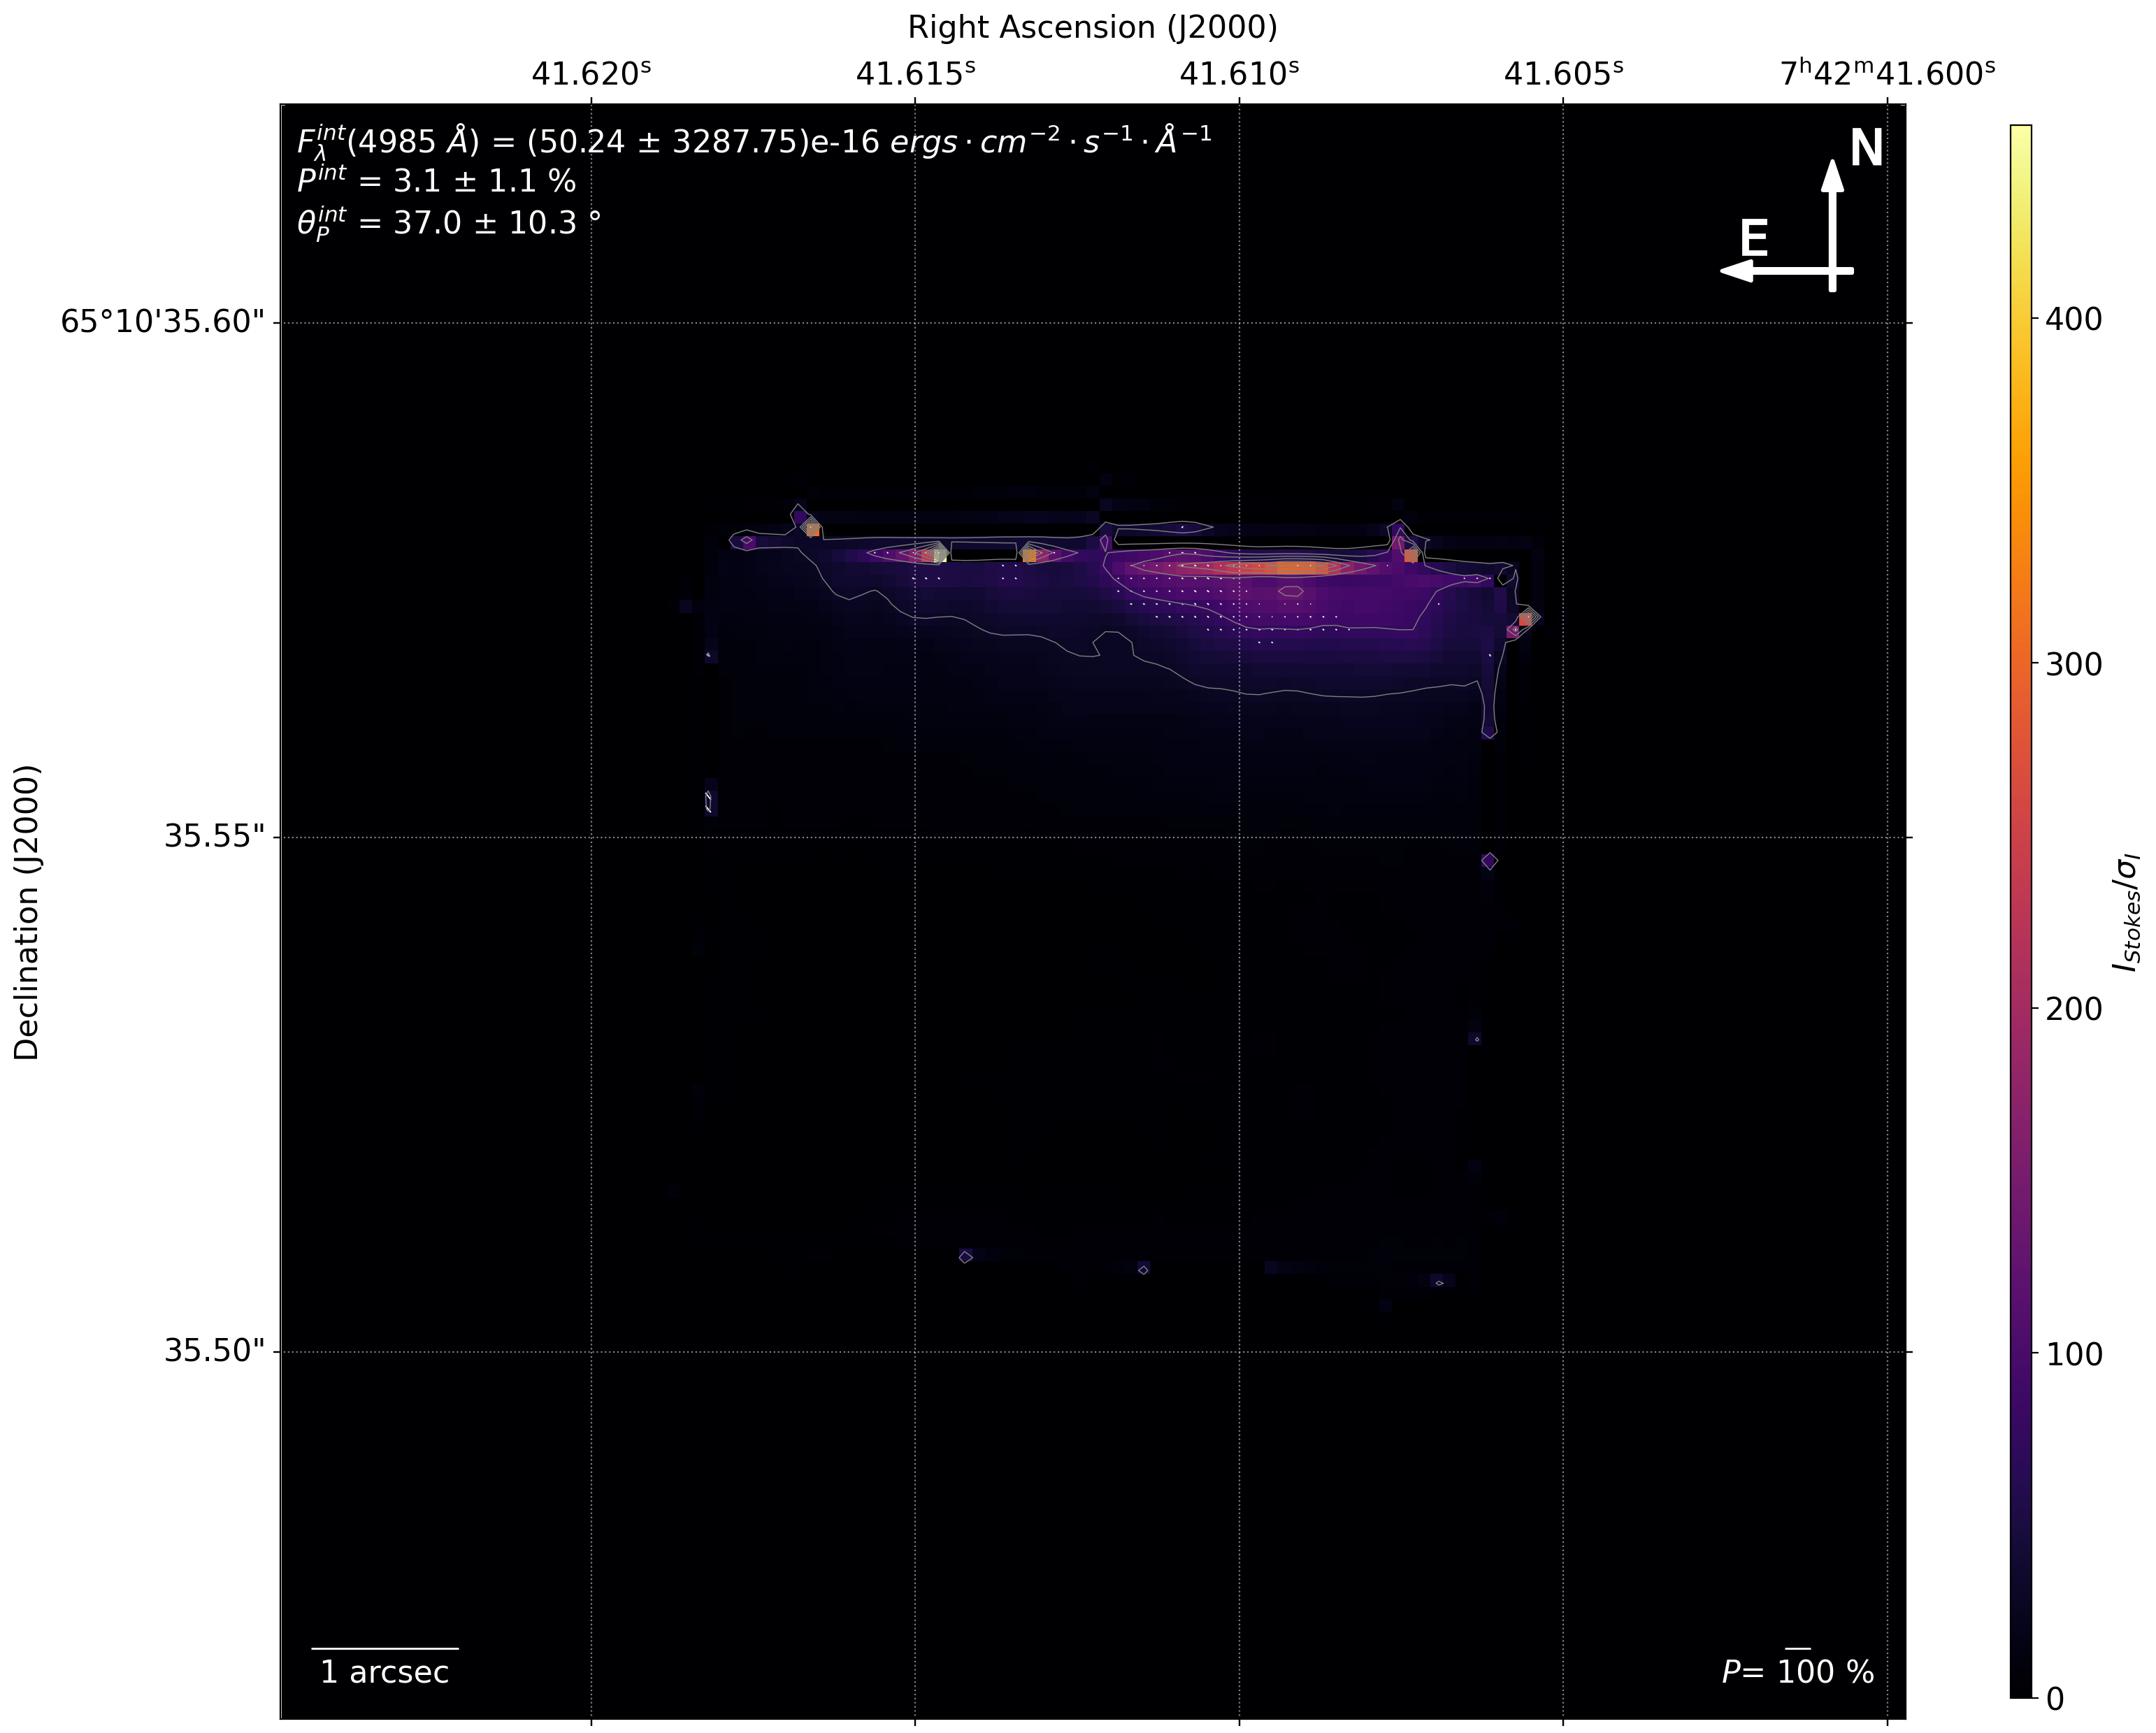 Right Ascension (J2000)
41.620ˢ 41.615ˢ 41.610ˢ 41.605ˢ 7ʰ42ᵐ41.600ˢ
F_λ^int(4985 Å) = (50.24 ± 3287.75)e-16 ergs · cm⁻² · s⁻¹ · Å⁻¹
P^int = 3.1 ± 1.1 %
θ_P^int = 37.0 ± 10.3 °
N
E
65°10'35.60"
35.55"
35.50"
Declination (J2000)
1 arcsec
P= 100 %
400
300
200
100
0
I_Stokes/σ_I